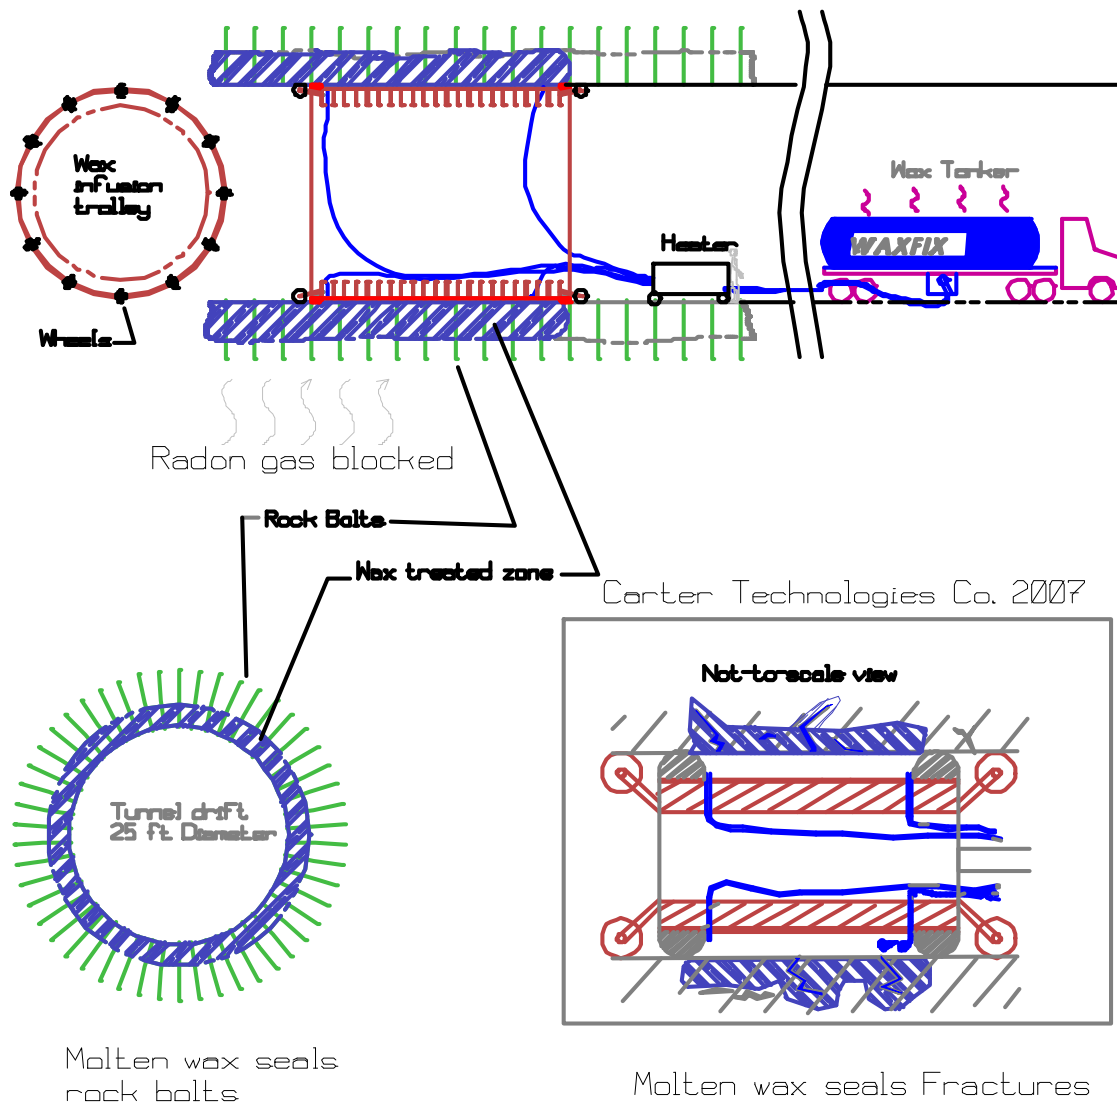 Wax
infusion
trolley
Wheels
Heater
Wax Tanker
WAXFIX
Radon gas blocked
Rock Bolts
Wax treated zone
Carter Technologies Co. 2007
Not-to-scale view
Tunnel drift
25 ft Diameter
Molten wax seals
rock bolts
Molten wax seals Fractures